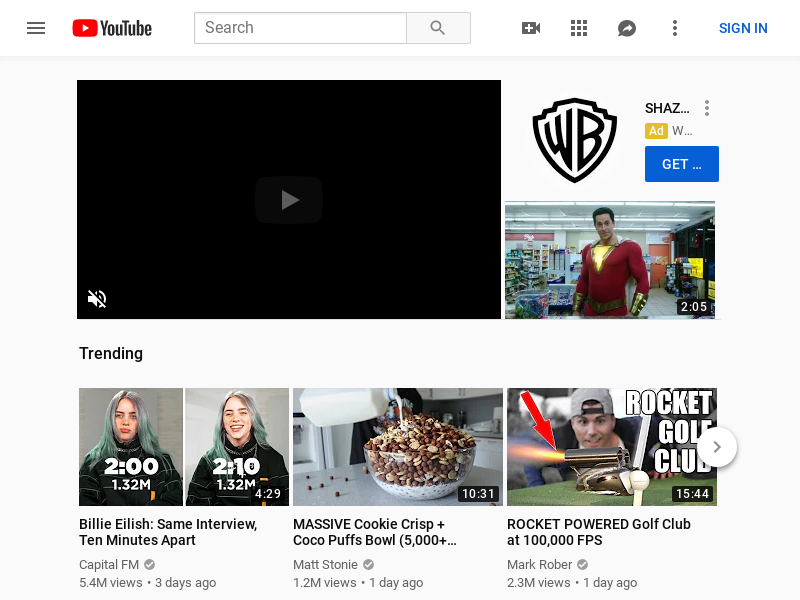 YouTube
Search
SIGN IN
WB
SHAZ...
Ad W...
GET ...
2:05
Trending
2:00
1.32M
2:10
1.32M
4:29
10:31
ROCKET
GOLF
CLUB
15:44
Billie Eilish: Same Interview,
Ten Minutes Apart
Capital FM
5.4M views • 3 days ago
MASSIVE Cookie Crisp +
Coco Puffs Bowl (5,000+...
Matt Stonie
1.2M views • 1 day ago
ROCKET POWERED Golf Club
at 100,000 FPS
Mark Rober
2.3M views • 1 day ago